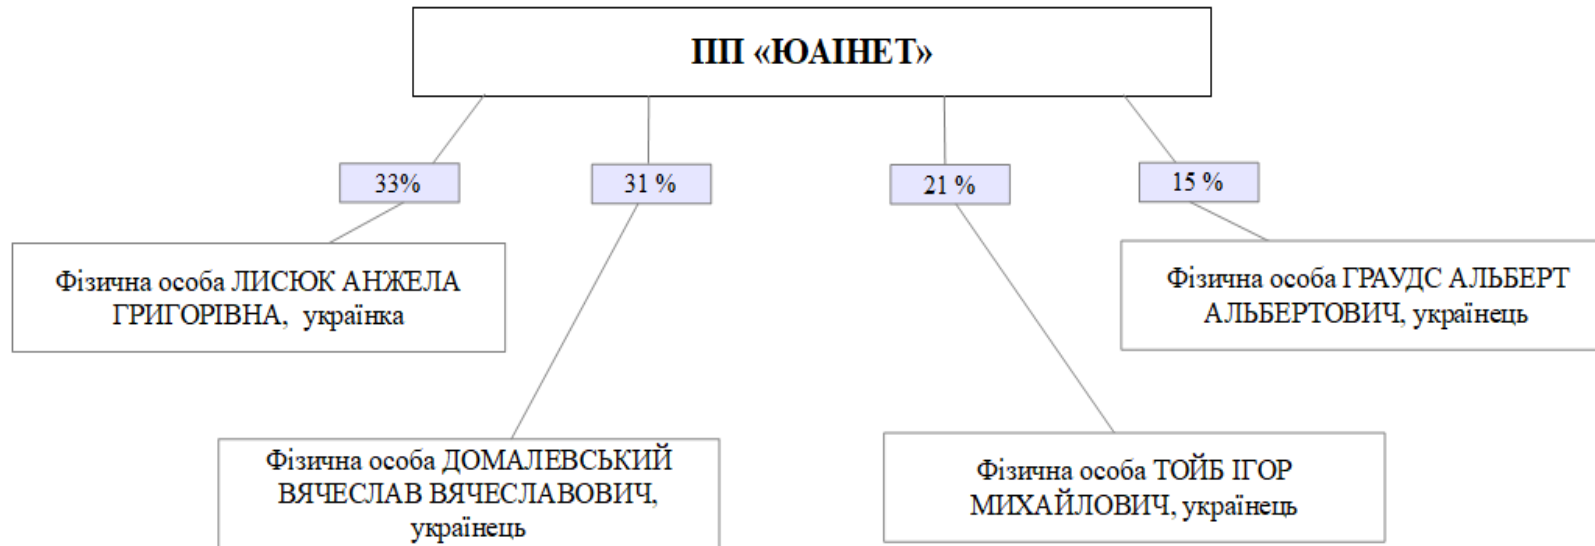 ПП «ЮАІНЕТ»
33%
31 %
21 %
15 %
Фізична особа ЛИСЮК АНЖЕЛА
ГРИГОРІВНА, українка
Фізична особа ГРАУДС АЛЬБЕРТ
АЛЬБЕРТОВИЧ, українець
Фізична особа ДОМАЛЕВСЬКИЙ
ВЯЧЕСЛАВ ВЯЧЕСЛАВОВИЧ,
українець
Фізична особа ТОЙБ ІГОР
МИХАЙЛОВИЧ, українець